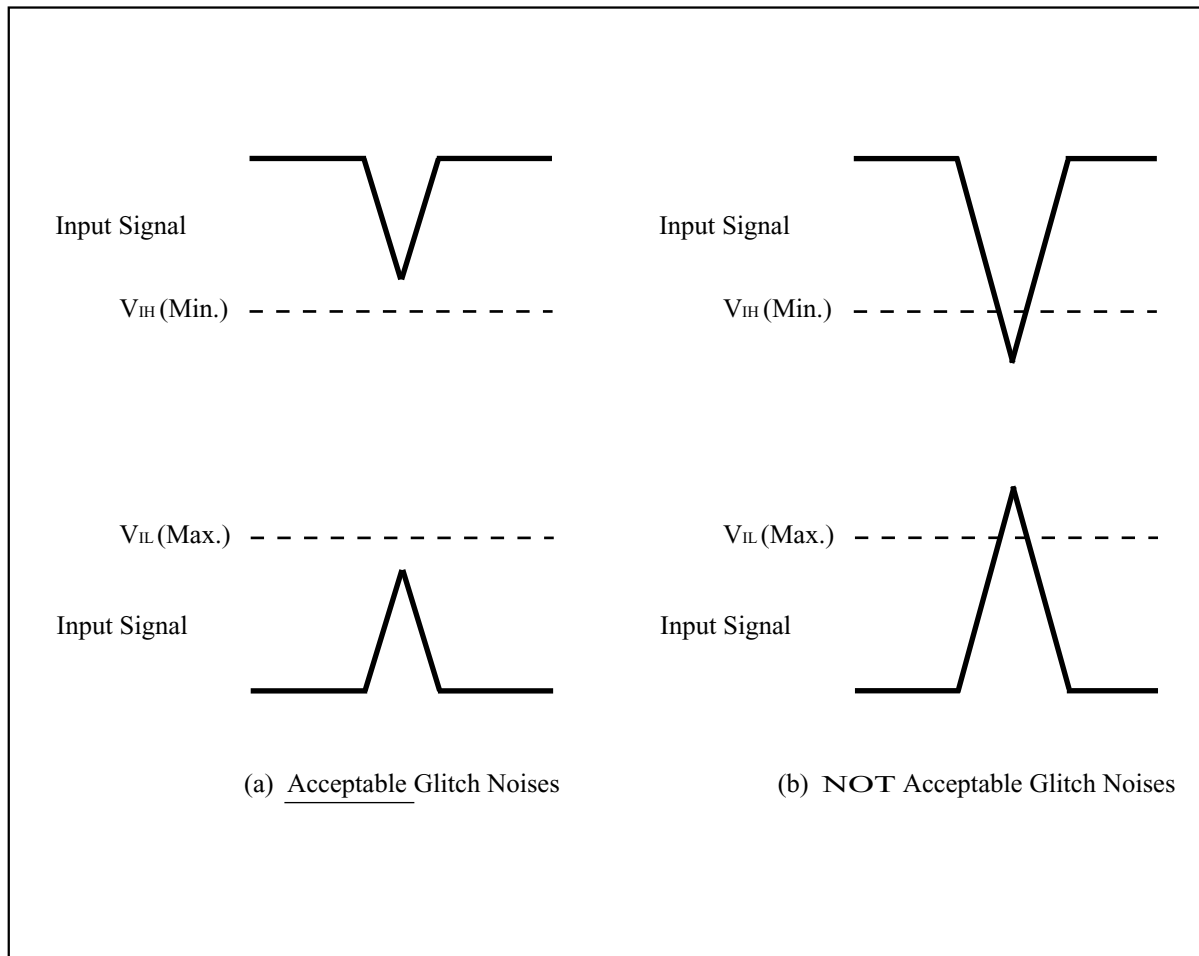 Input Signal
VIH (Min.)
VIL (Max.)
Input Signal
(a) Acceptable Glitch Noises
Input Signal
VIH (Min.)
VIL (Max.)
Input Signal
(b) NOT Acceptable Glitch Noises